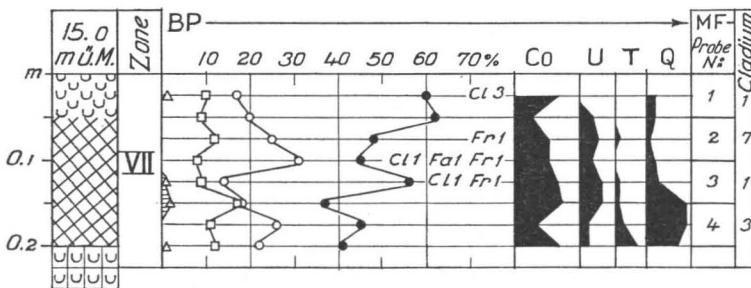 15.0
m ü.M.
Zone
BP
MF-
Probe
Nº
Cladium
m
10 20 30 40 50 60 70%
Co U T Q
Cl 3
1
1
Fr1
2
7
0.1
VII
Cl1 Fa1 Fr1
Cl1 Fr1
3
1
4
3
0.2